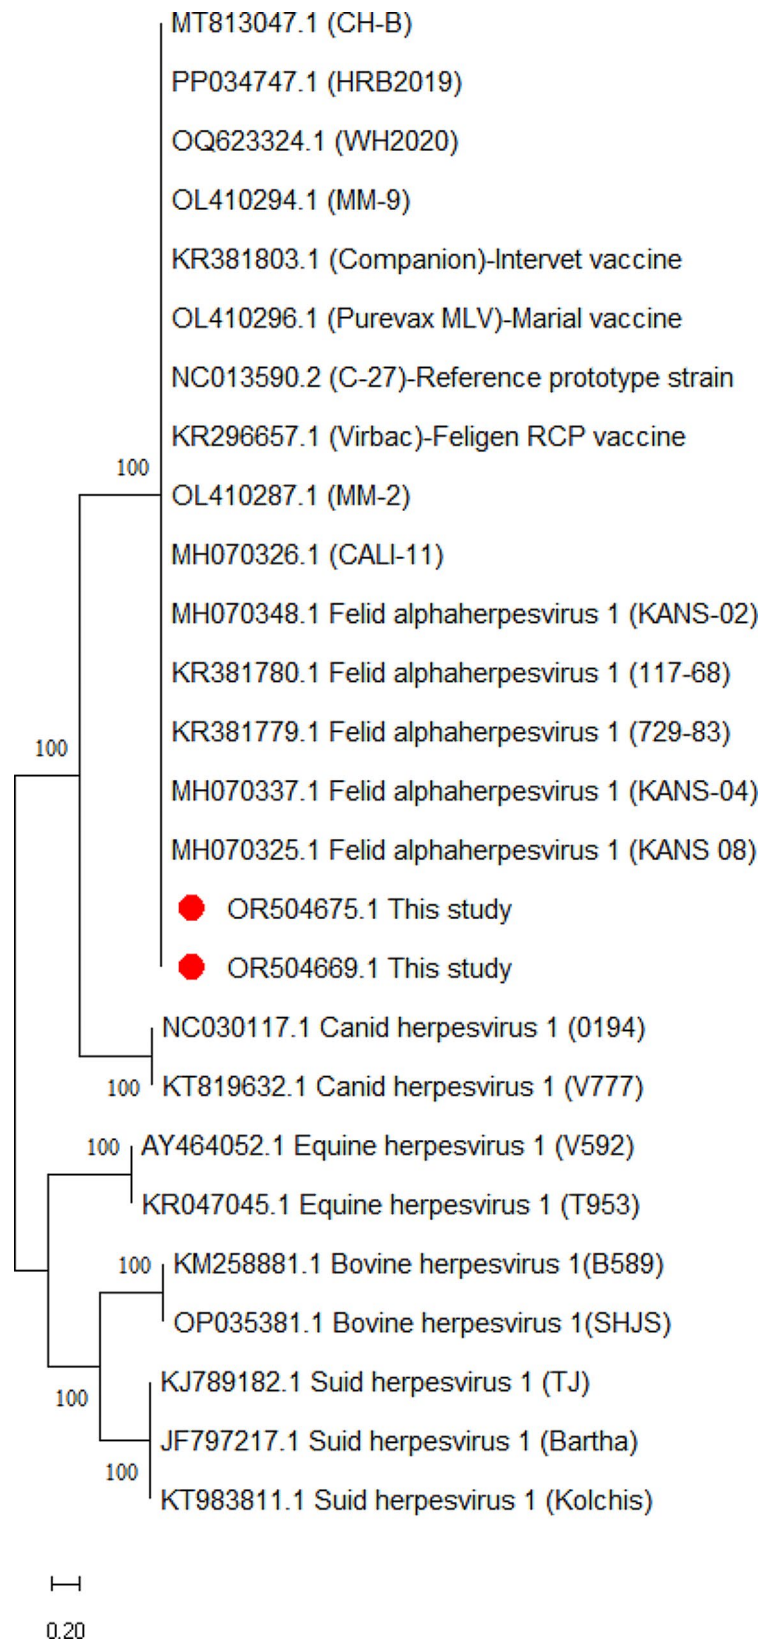 MT813047.1 (CH-B)
PP034747.1 (HRB2019)
OQ623324.1 (WH2020)
OL410294.1 (MM-9)
KR381803.1 (Companion)-Intervet vaccine
OL410296.1 (Purevax MLV)-Marial vaccine
NC013590.2 (C-27)-Reference prototype strain
KR296657.1 (Virbac)-Feligen RCP vaccine
100
OL410287.1 (MM-2)
MH070326.1 (CALI-11)
MH070348.1 Felid alphaherpesvirus 1 (KANS-02)
KR381780.1 Felid alphaherpesvirus 1 (117-68)
KR381779.1 Felid alphaherpesvirus 1 (729-83)
100
MH070337.1 Felid alphaherpesvirus 1 (KANS-04)
MH070325.1 Felid alphaherpesvirus 1 (KANS 08)
OR504675.1 This study
OR504669.1 This study
NC030117.1 Canid herpesvirus 1 (0194)
100 KT819632.1 Canid herpesvirus 1 (V777)
100 AY464052.1 Equine herpesvirus 1 (V592)
KR047045.1 Equine herpesvirus 1 (T953)
100 KM258881.1 Bovine herpesvirus 1(B589)
OP035381.1 Bovine herpesvirus 1(SHJS)
KJ789182.1 Suid herpesvirus 1 (TJ)
100
JF797217.1 Suid herpesvirus 1 (Bartha)
100
KT983811.1 Suid herpesvirus 1 (Kolchis)
0.20